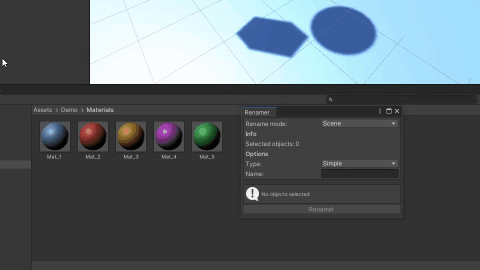 Assets > Demo > Materials
Mat_1
Mat_2
Mat_3
Mat_4
Mat_5
Renamer
Rename mode: Scene
Info
Selected objects: 0
Options
Type: Simple
Name:
No objects selected
Rename!